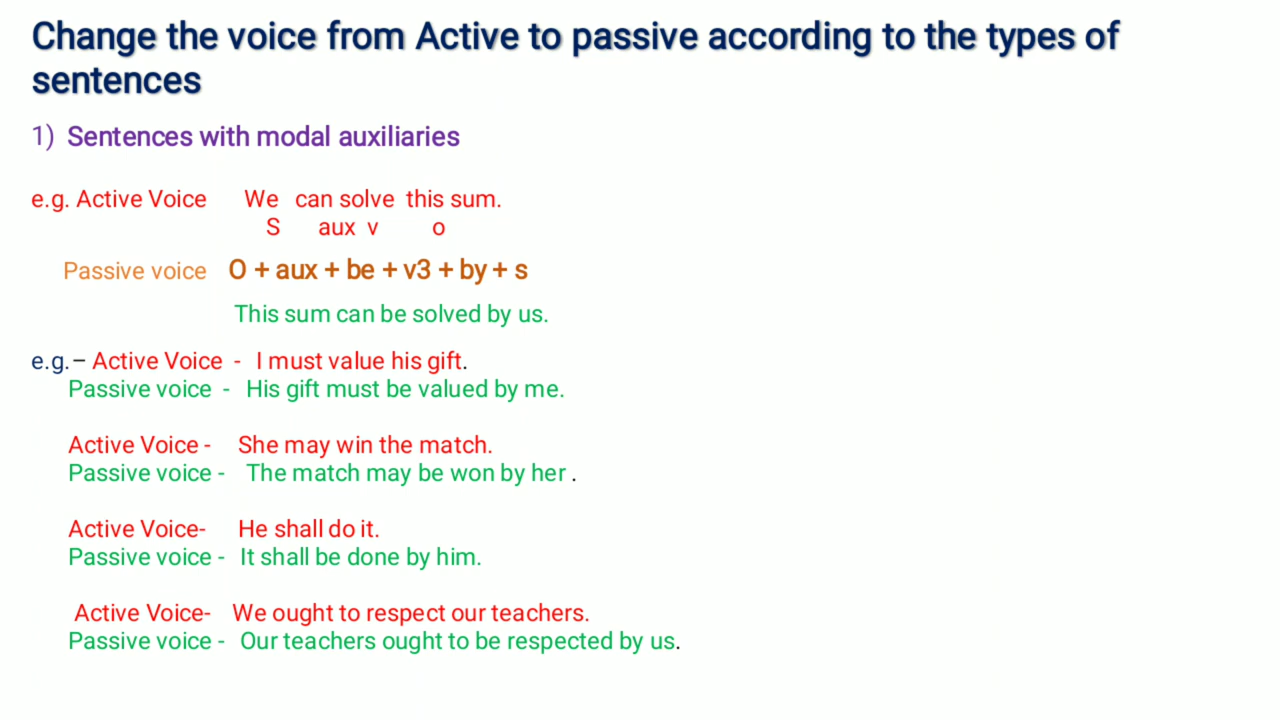 Change the voice from Active to passive according to the types of
sentences
1) Sentences with modal auxiliaries
e.g. Active Voice We can solve this sum.
S aux v o
Passive voice O + aux + be + v3 + by + s
This sum can be solved by us.
e.g.– Active Voice - I must value his gift.
Passive voice - His gift must be valued by me.
Active Voice - She may win the match.
Passive voice - The match may be won by her .
Active Voice- He shall do it.
Passive voice - It shall be done by him.
Active Voice- We ought to respect our teachers.
Passive voice - Our teachers ought to be respected by us.